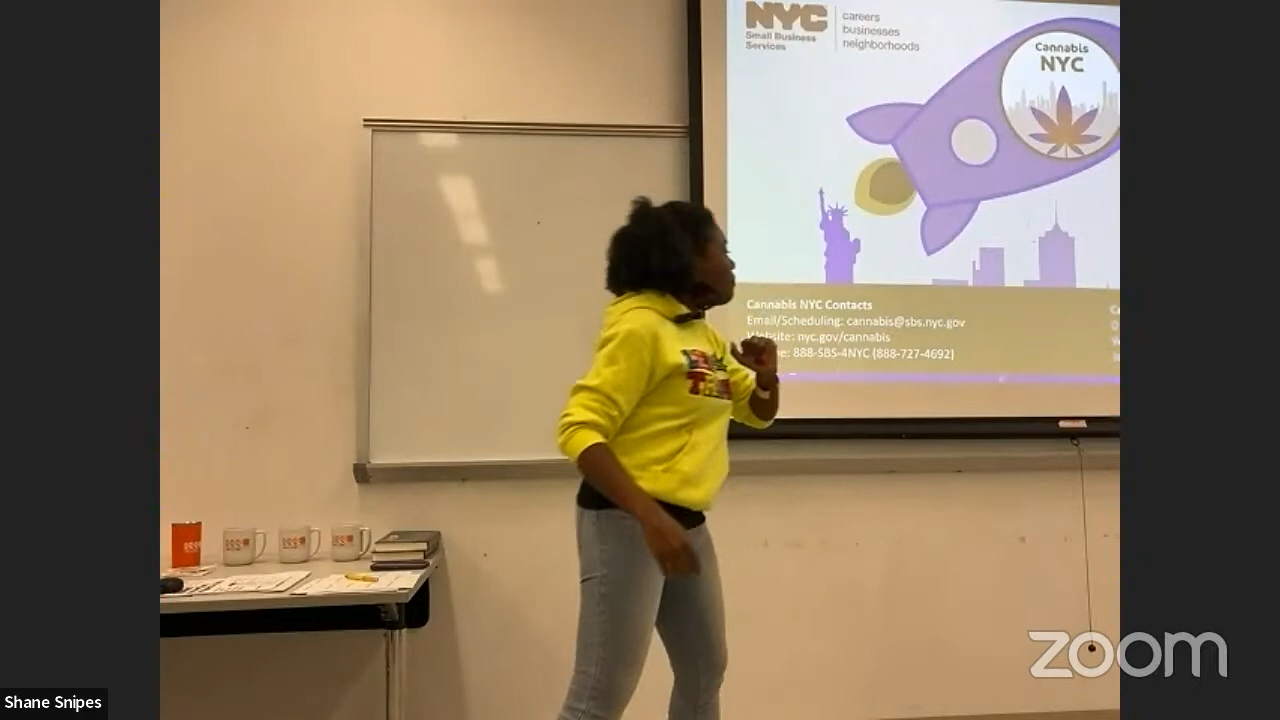 NYC
Small Business
Services
careers
businesses
neighborhoods
Cannabis
NYC
Cannabis NYC Contacts
Email/Scheduling: cannabis@sbs.nyc.gov
Website: nyc.gov/cannabis
888-SBS-4NYC (888-727-4692)
zoom
Shane Snipes